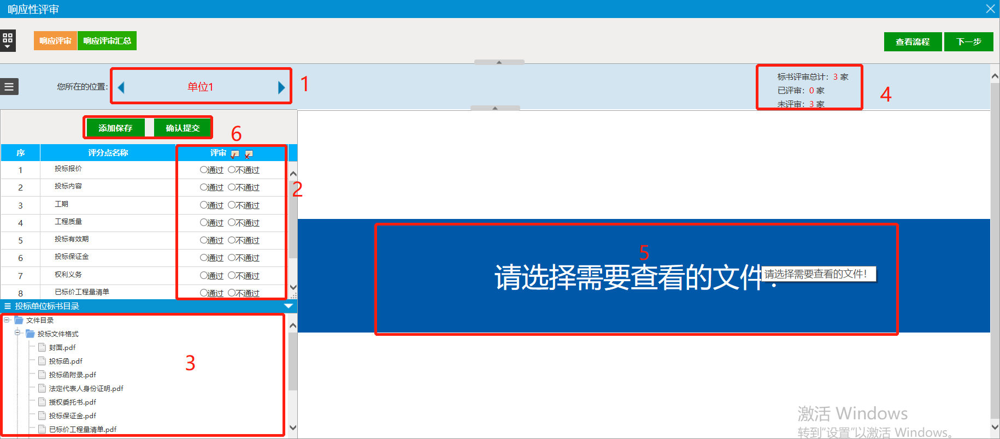 响应性评审
响应评审 响应评审汇总 查看流程 下一步
您所在的位置： 单位1 1
标书评审总计：3 家
已评审：0 家
未评审：3 家
4
添加保存 确认提交 6
序 评分点名称 评审
1 投标报价 通过 不通过
2 投标内容 通过 不通过
2
3 工期 通过 不通过
4 工程质量 通过 不通过
5 投标有效期 通过 不通过
6 投标保证金 通过 不通过
7 权利义务 通过 不通过
8 已标价工程量清单 通过 不通过
投标单位标书目录
文件目录
投标文件格式
封面.pdf
投标函.pdf
投标函附录.pdf
法定代表人身份证明.pdf
授权委托书.pdf
投标保证金.pdf
已标价工程量清单.pdf
3
5
请选择需要查看的文件！
请选择需要查看的文件！
激活 Windows
转到“设置”以激活 Windows。